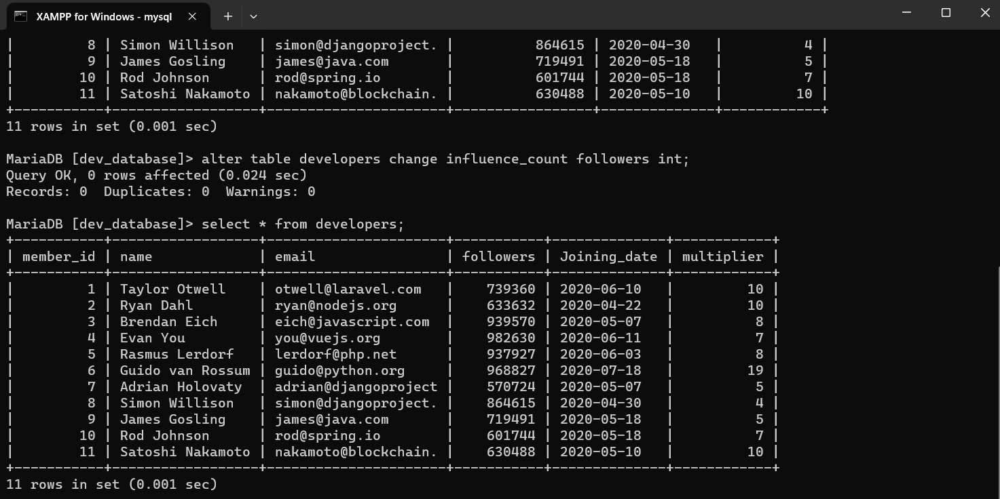 XAMPP for Windows - mysql
|         8 | Simon Willison   | simon@djangoproject. |          864615 | 2020-04-30   |          4 |
|         9 | James Gosling    | james@java.com       |          719491 | 2020-05-18   |          5 |
|        10 | Rod Johnson      | rod@spring.io        |          601744 | 2020-05-18   |          7 |
|        11 | Satoshi Nakamoto | nakamoto@blockchain. |          630488 | 2020-05-10   |         10 |
+-----------+------------------+----------------------+-----------------+--------------+------------+
11 rows in set (0.001 sec)
MariaDB [dev_database]> alter table developers change influence_count followers int;
Query OK, 0 rows affected (0.024 sec)
Records: 0  Duplicates: 0  Warnings: 0
MariaDB [dev_database]> select * from developers;
+-----------+------------------+----------------------+-----------+--------------+------------+
| member_id | name             | email                | followers | Joining_date | multiplier |
+-----------+------------------+----------------------+-----------+--------------+------------+
|         1 | Taylor Otwell    | otwell@laravel.com   |    739360 | 2020-06-10   |         10 |
|         2 | Ryan Dahl        | ryan@nodejs.org      |    633632 | 2020-04-22   |         10 |
|         3 | Brendan Eich     | eich@javascript.com  |    939570 | 2020-05-07   |          8 |
|         4 | Evan You         | you@vuejs.org        |    982630 | 2020-06-11   |          7 |
|         5 | Rasmus Lerdorf   | lerdorf@php.net      |    937927 | 2020-06-03   |          8 |
|         6 | Guido van Rossum | guido@python.org     |    968827 | 2020-07-18   |         19 |
|         7 | Adrian Holovaty  | adrian@djangoproject |    570724 | 2020-05-07   |          5 |
|         8 | Simon Willison   | simon@djangoproject. |    864615 | 2020-04-30   |          4 |
|         9 | James Gosling    | james@java.com       |    719491 | 2020-05-18   |          5 |
|        10 | Rod Johnson      | rod@spring.io        |    601744 | 2020-05-18   |          7 |
|        11 | Satoshi Nakamoto | nakamoto@blockchain. |    630488 | 2020-05-10   |         10 |
+-----------+------------------+----------------------+-----------+--------------+------------+
11 rows in set (0.001 sec)